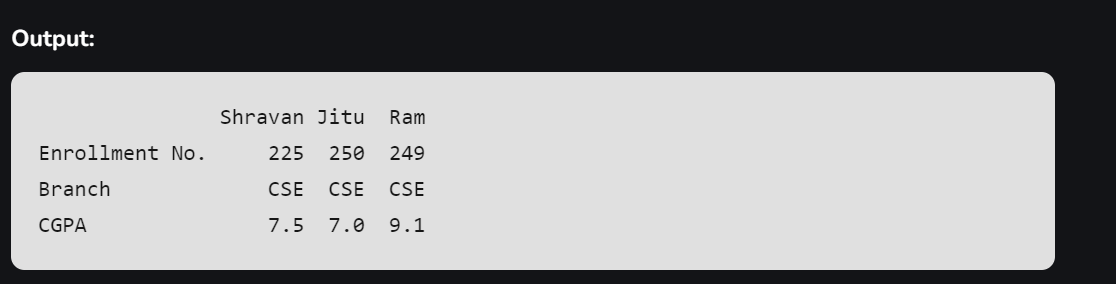 Output:
Shravan Jitu Ram
Enrollment No. 225 250 249
Branch CSE CSE CSE
CGPA 7.5 7.0 9.1